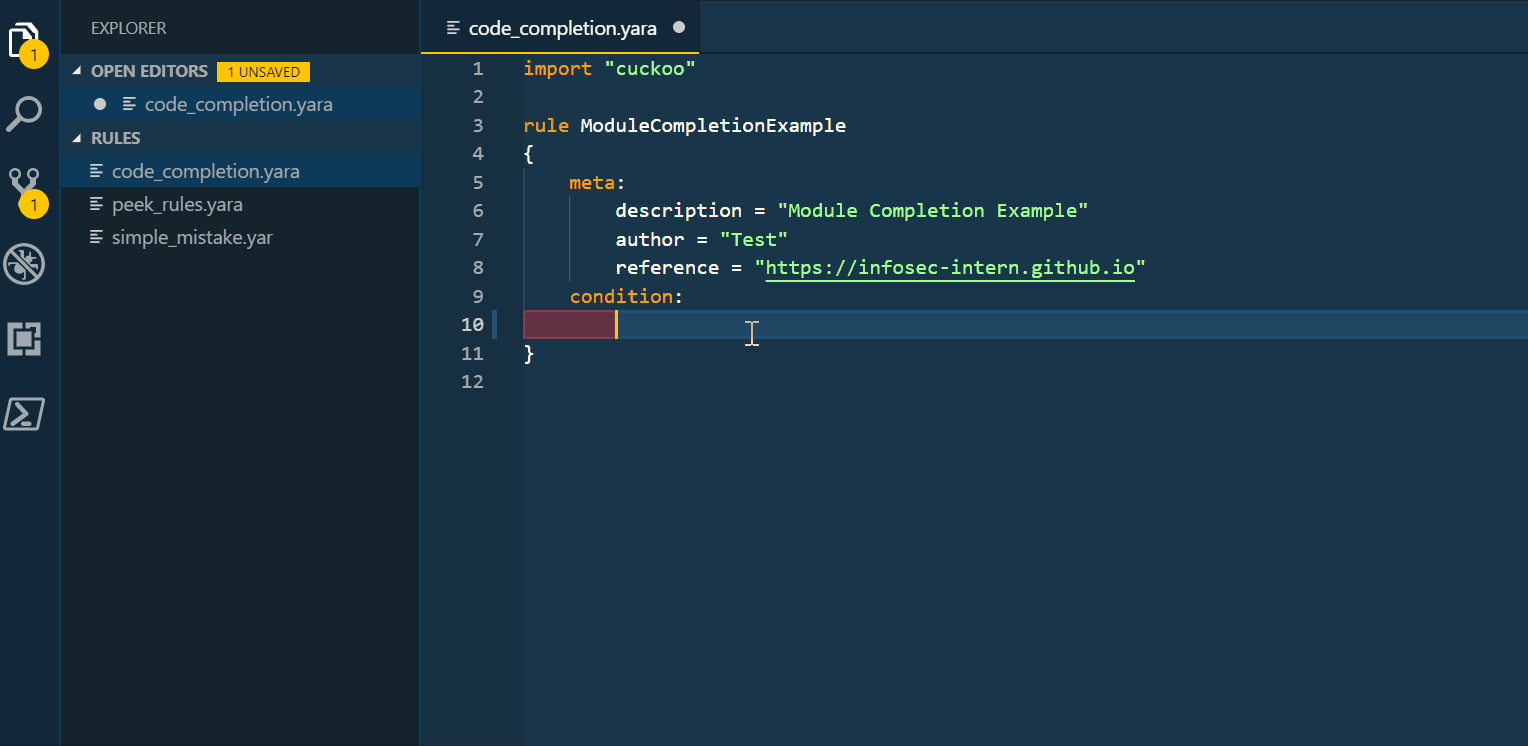 EXPLORER
OPEN EDITORS 1 UNSAVED
code_completion.yara
RULES
code_completion.yara
peek_rules.yara
simple_mistake.yar
1
1
code_completion.yara
1 import "cuckoo"
2
3 rule ModuleCompletionExample
4 {
5 meta:
6 description = "Module Completion Example"
7 author = "Test"
8 reference = "https://infosec-intern.github.io"
9 condition:
10
11 }
12